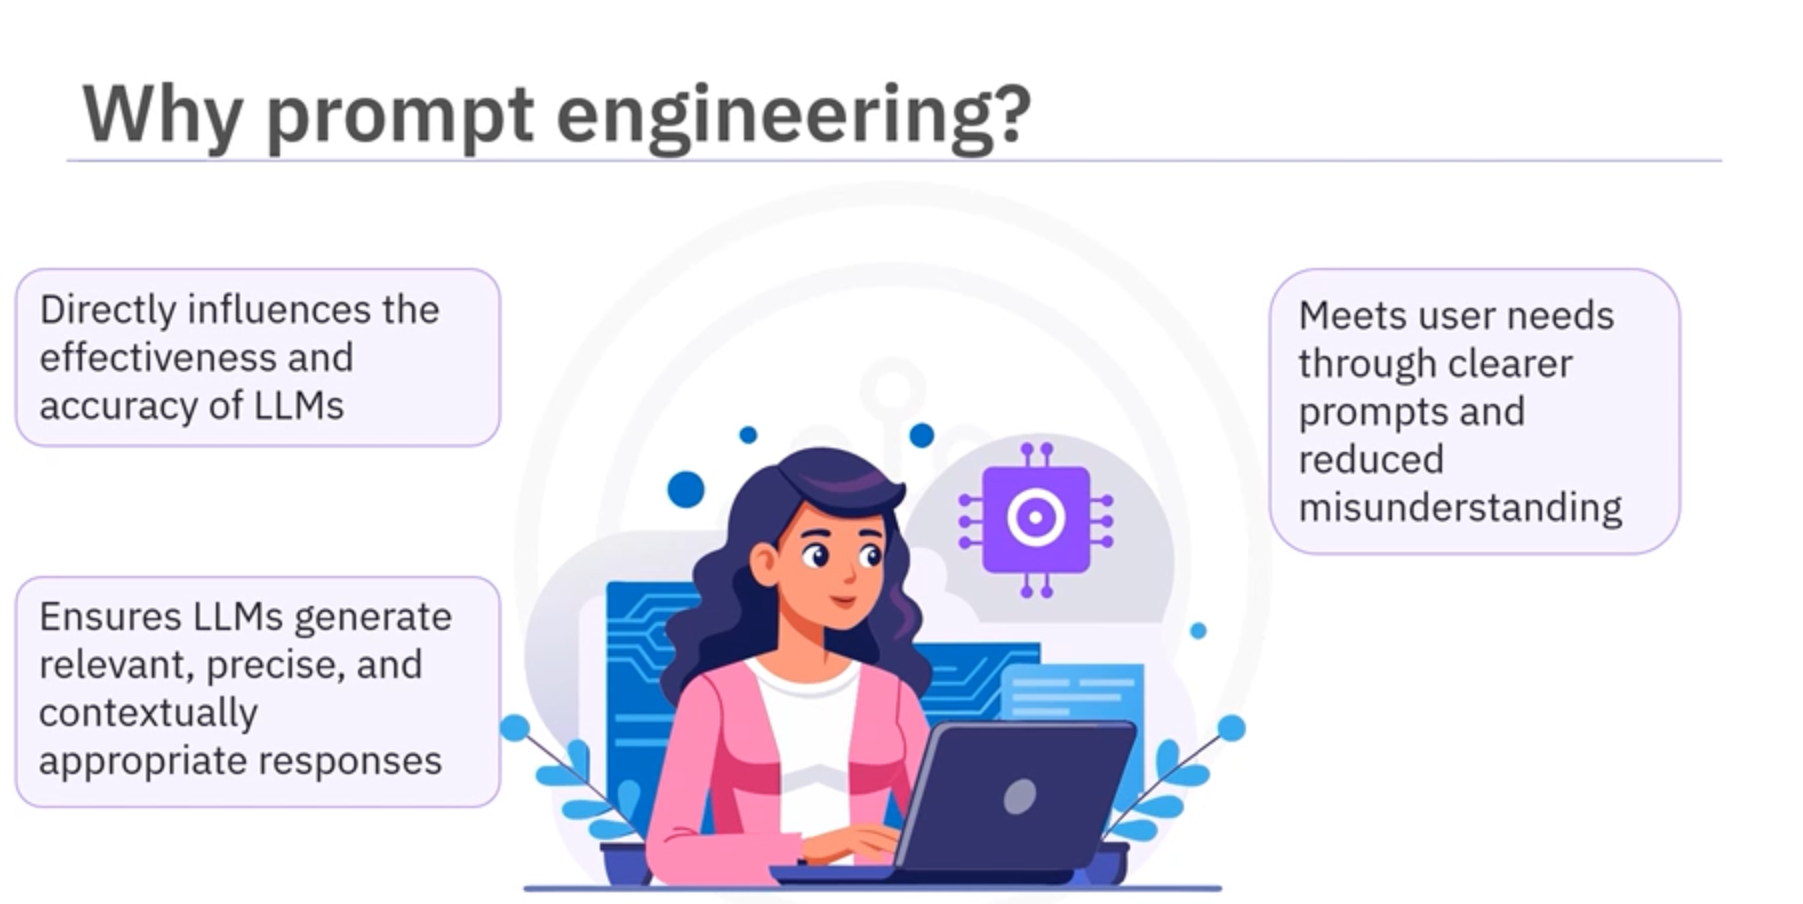 Why prompt engineering?
Directly influences the
effectiveness and
accuracy of LLMs
Ensures LLMs generate
relevant, precise, and
contextually
appropriate responses
Meets user needs
through clearer
prompts and
reduced
misunderstanding